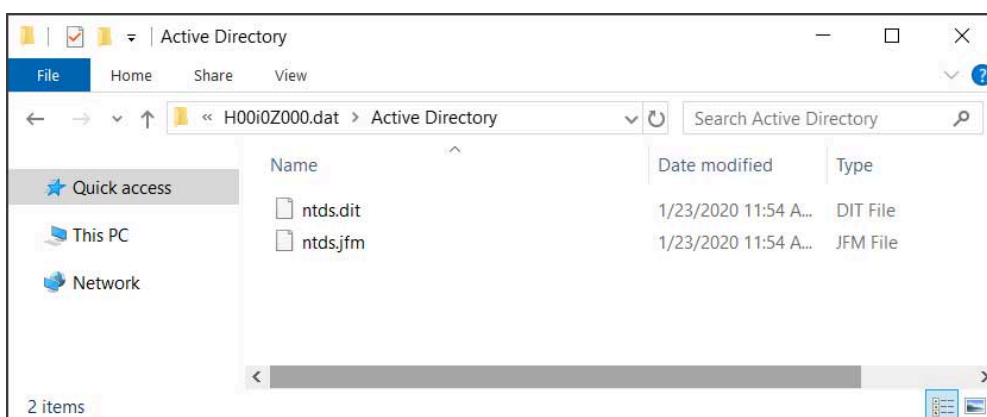 Active Directory
File Home Share View
« H00i0Z000.dat > Active Directory Search Active Directory
Name Date modified Type
Quick access
ntds.dit 1/23/2020 11:54 A... DIT File
This PC
ntds.jfm 1/23/2020 11:54 A... JFM File
Network
2 items